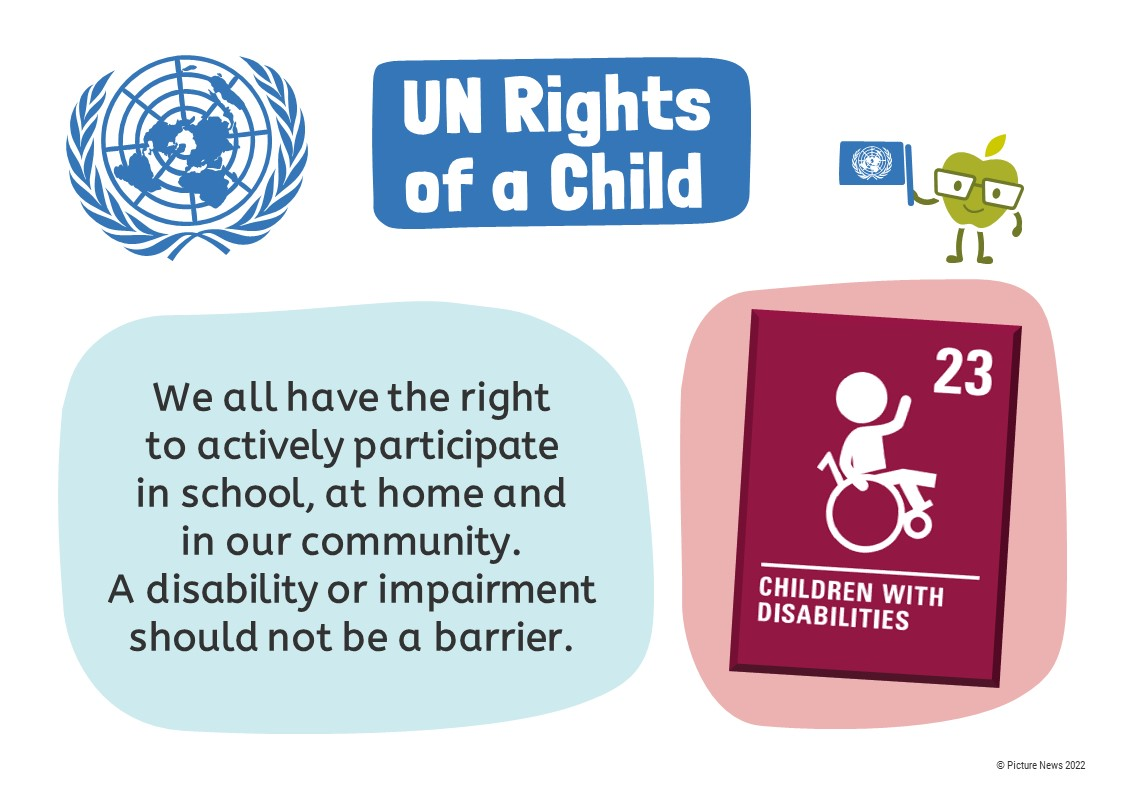 UN Rights
of a Child
We all have the right
to actively participate
in school, at home and
in our community.
A disability or impairment
should not be a barrier.
23
CHILDREN WITH
DISABILITIES
© Picture News 2022